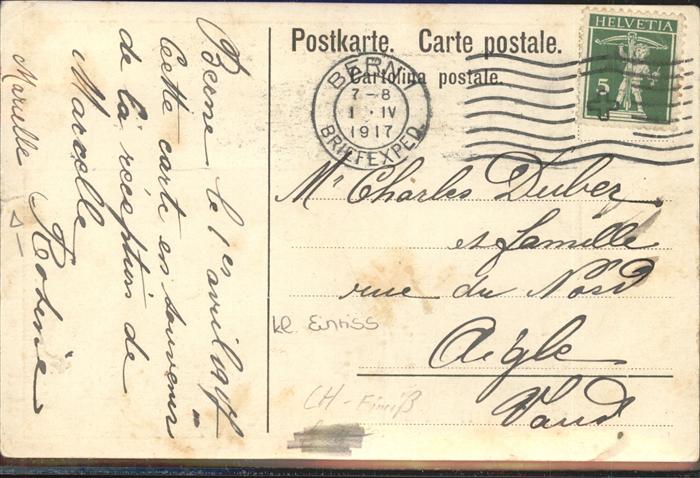 Postkarte. Carte postale.
Cartolina postale.
HELVETIA
5
BERN 1
7-8
1 · IV
1917
BRIEFEXPED.
Berne le 1er avril 1917
Cette carte en souvenir
de la réception de
Marcelle
Marcelle
Mr Charles Dubez
et famille
rue du Nord
Aigle
Vaud.
kl. Einriss
CH - Einriß